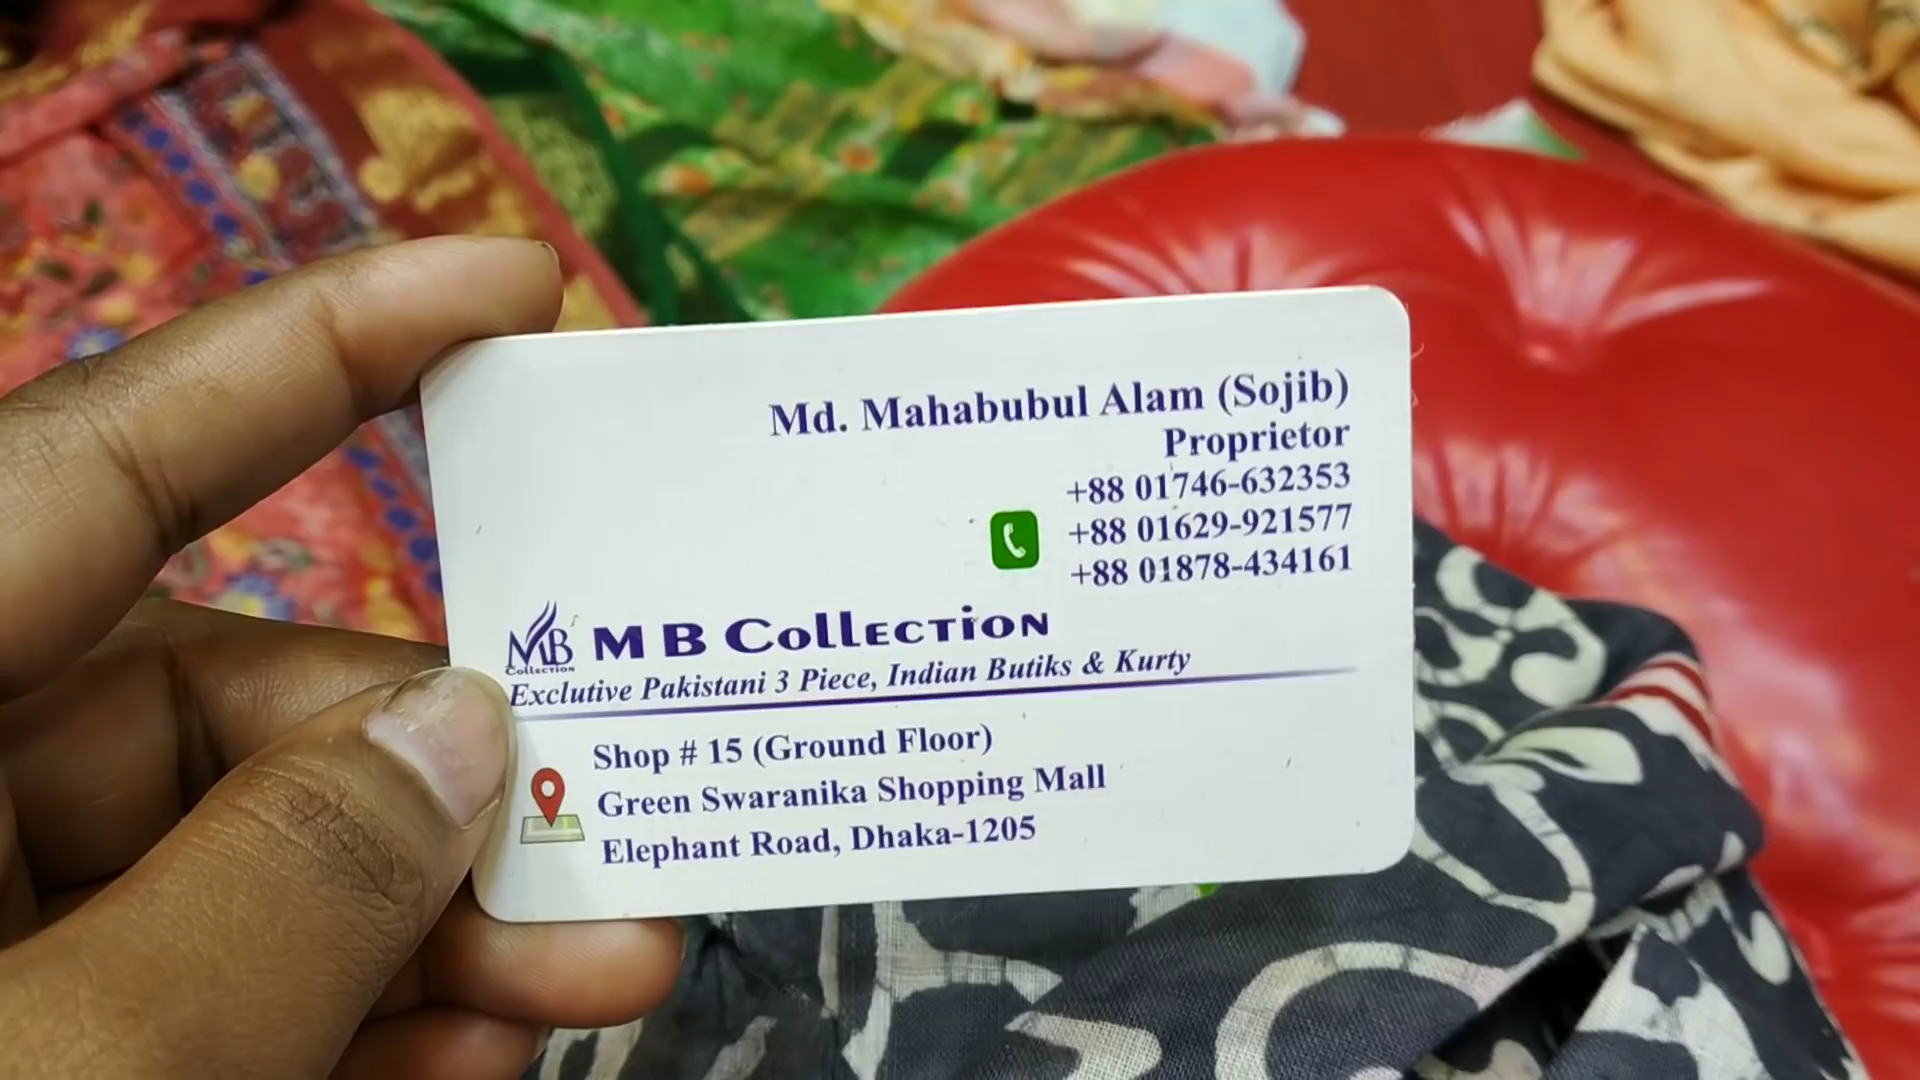 Md. Mahabubul Alam (Sojib)
Proprietor
+88 01746-632353
+88 01629-921577
+88 01878-434161
MB Collection
M B Collection
Exclutive Pakistani 3 Piece, Indian Butiks & Kurty
Shop # 15 (Ground Floor)
Green Swaranika Shopping Mall
Elephant Road, Dhaka-1205